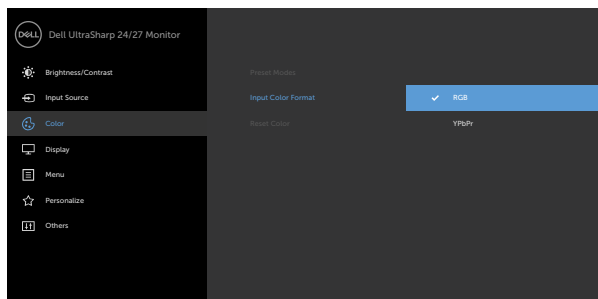 DELL
Dell UltraSharp 24/27 Monitor
Brightness/Contrast
Input Source
Color
Display
Menu
Personalize
Others
Preset Modes
Input Color Format
Reset Color
RGB
YPbPr